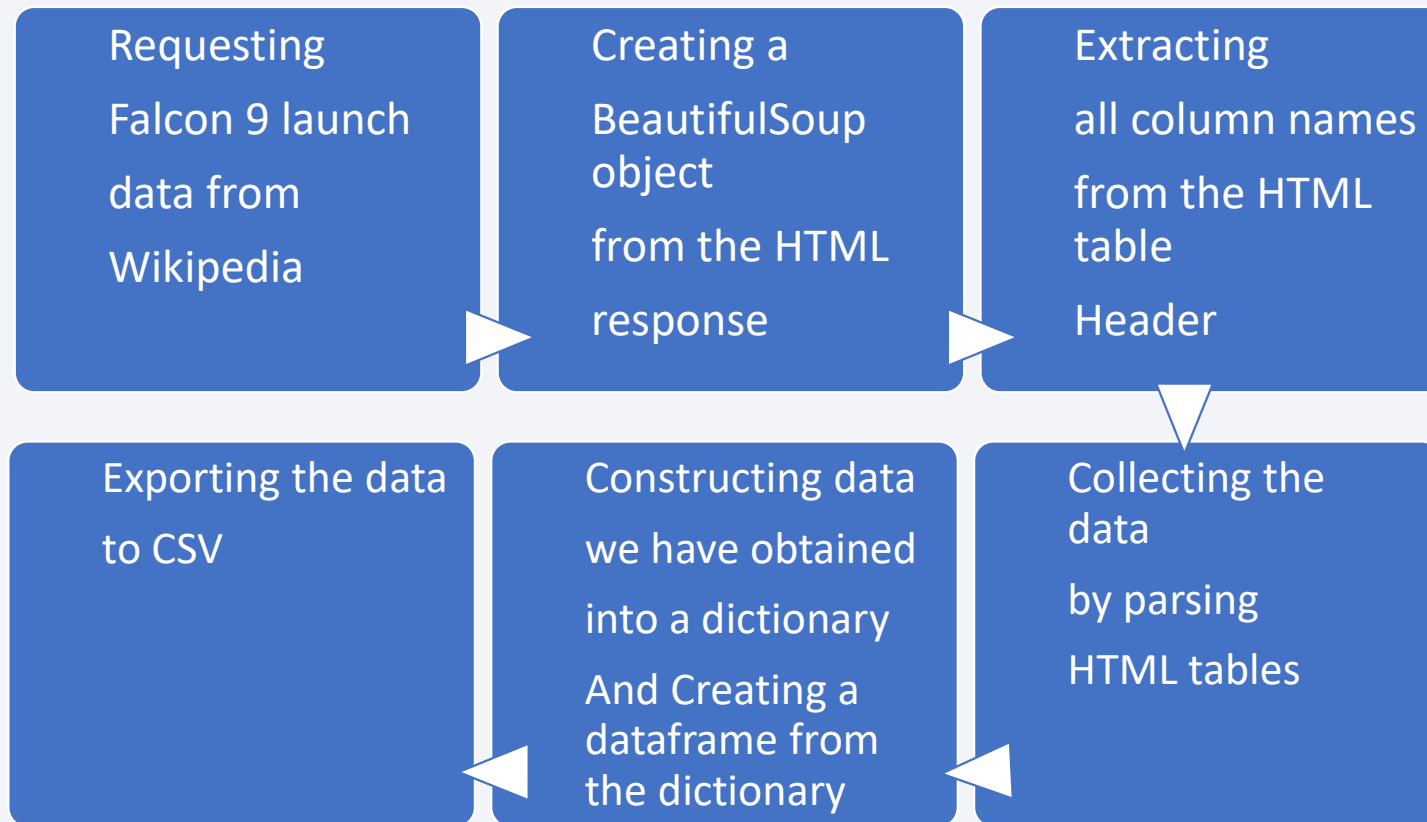 Requesting
Falcon 9 launch
data from
Wikipedia
Creating a
BeautifulSoup
object
from the HTML
response
Extracting
all column names
from the HTML
table
Header
Collecting the
data
by parsing
HTML tables
Constructing data
we have obtained
into a dictionary
And Creating a
dataframe from
the dictionary
Exporting the data
to CSV